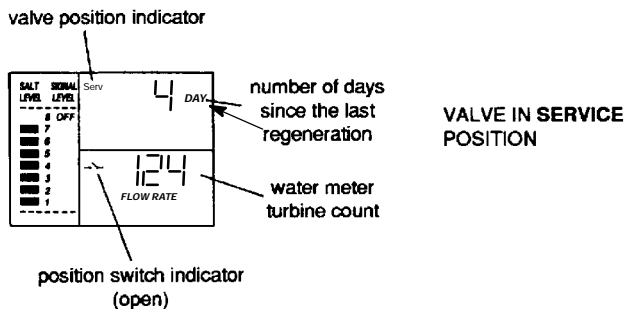 valve position indicator
SALT LEVEL
SIGNAL LEVEL
Serv
4 DAY
8 OFF
7
6
5
4
3
2
1
124
FLOW RATE
number of days
since the last
regeneration
water meter
turbine count
VALVE IN SERVICE
POSITION
position switch indicator
(open)